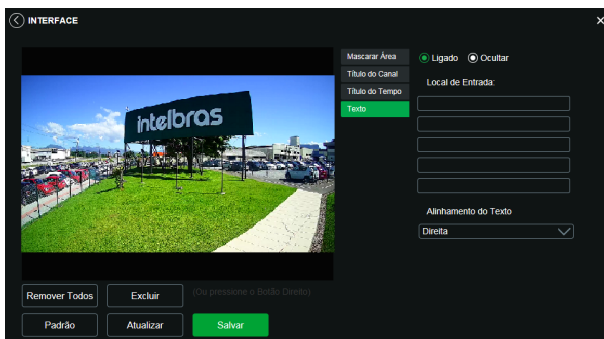 INTERFACE
Mascarar Área
Título do Canal
Título do Tempo
Texto
Ligado
Ocultar
Local de Entrada:
Alinhamento do Texto
Direita
intelbras
Remover Todos
Excluir
(Ou pressione o Botão Direito)
Padrão
Atualizar
Salvar